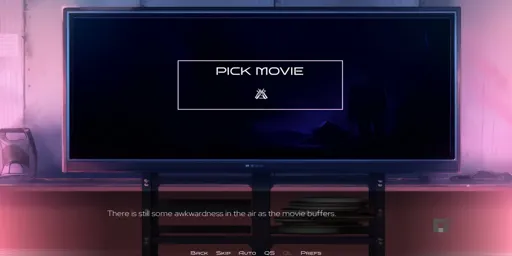 PICK MOVIE
There is still some awkwardness in the air as the movie buffers.
Back Skip Auto QS QL Prefs